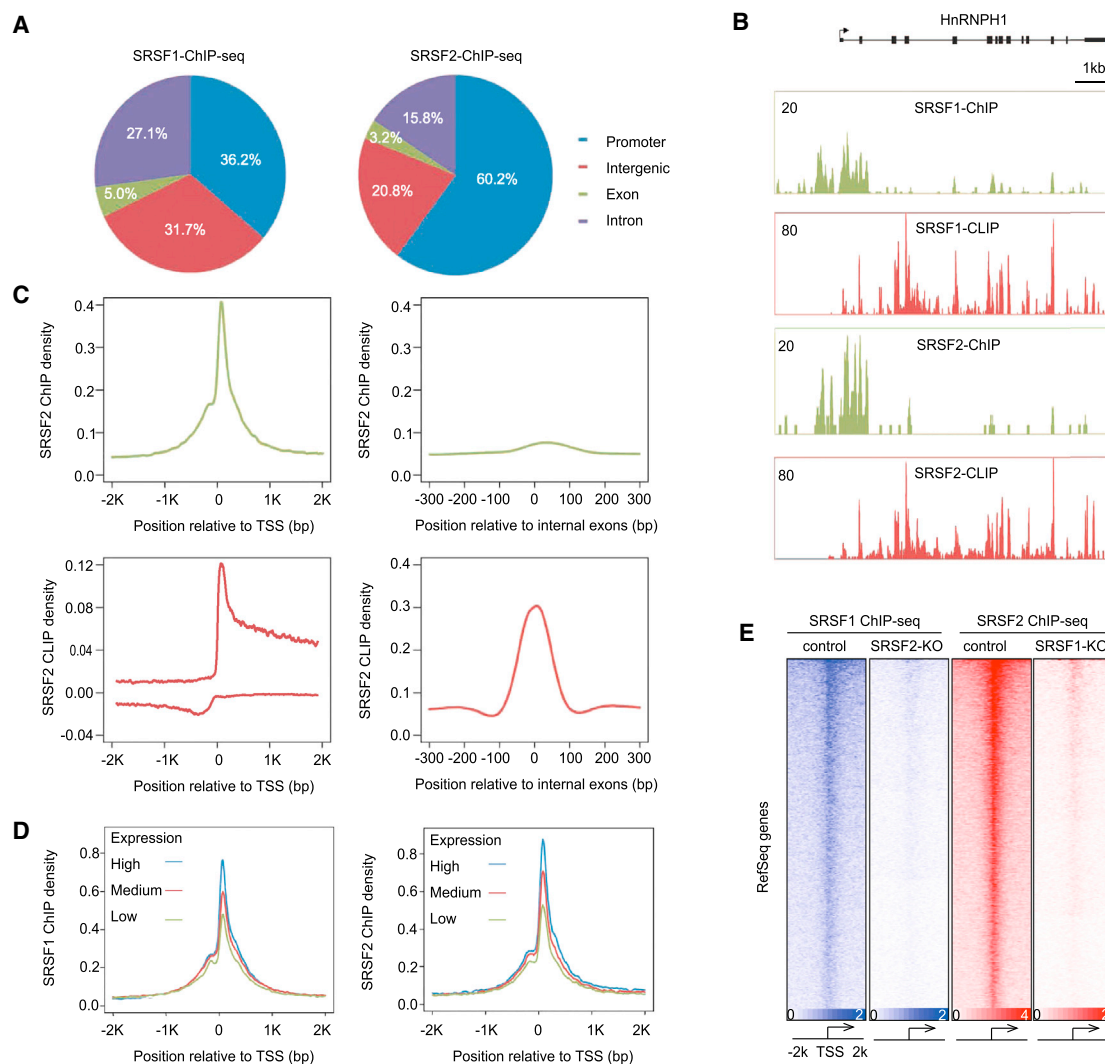 A
SRSF1-ChIP-seq
SRSF2-ChIP-seq
27.1%
36.2%
5.0%
31.7%
15.8%
3.2%
60.2%
20.8%
Promoter
Intergenic
Exon
Intron
B
HnRNPH1
1kb
20
SRSF1-ChIP
80
SRSF1-CLIP
20
SRSF2-ChIP
80
SRSF2-CLIP
C
SRSF2 ChIP density
0.4
0.3
0.2
0.1
0.0
-2K
-1K
0
1K
2K
Position relative to TSS (bp)
SRSF2 ChIP density
0.4
0.3
0.2
0.1
0.0
-300
-200
-100
0
100
200
300
Position relative to internal exons (bp)
SRSF2 CLIP density
0.12
0.08
0.04
0.00
-0.04
-2K
-1K
0
1K
2K
Position relative to TSS (bp)
SRSF2 CLIP density
0.4
0.3
0.2
0.1
0.0
-300
-200
-100
0
100
200
300
Position relative to internal exons (bp)
D
SRSF1 ChIP density
0.8
0.6
0.4
0.2
0.0
Expression
High
Medium
Low
-2K
-1K
0
1K
2K
Position relative to TSS (bp)
SRSF2 ChIP density
0.8
0.6
0.4
0.2
0.0
Expression
High
Medium
Low
-2K
-1K
0
1K
2K
Position relative to TSS (bp)
E
SRSF1 ChIP-seq
SRSF2 ChIP-seq
control
SRSF2-KO
control
SRSF1-KO
RefSeq genes
0
2
0
2
0
4
0
-2k TSS 2k